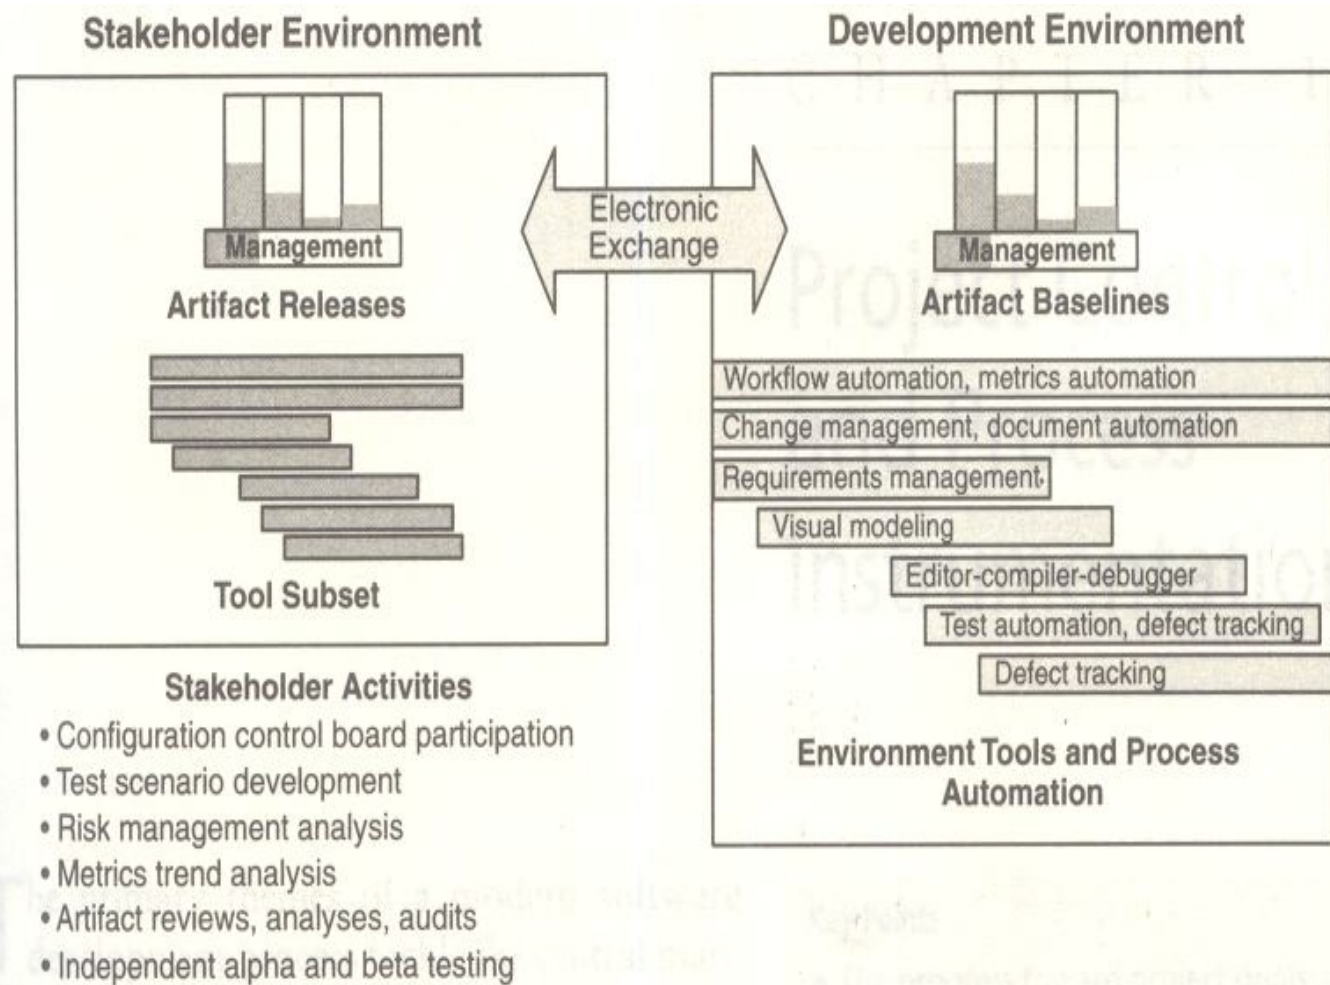 Stakeholder Environment
Management
Artifact Releases
Tool Subset
Stakeholder Activities
• Configuration control board participation
• Test scenario development
• Risk management analysis
• Metrics trend analysis
• Artifact reviews, analyses, audits
• Independent alpha and beta testing
Electronic
Exchange
Development Environment
Management
Artifact Baselines
Workflow automation, metrics automation
Change management, document automation
Requirements management
Visual modeling
Editor-compiler-debugger
Test automation, defect tracking
Defect tracking
Environment Tools and Process
Automation